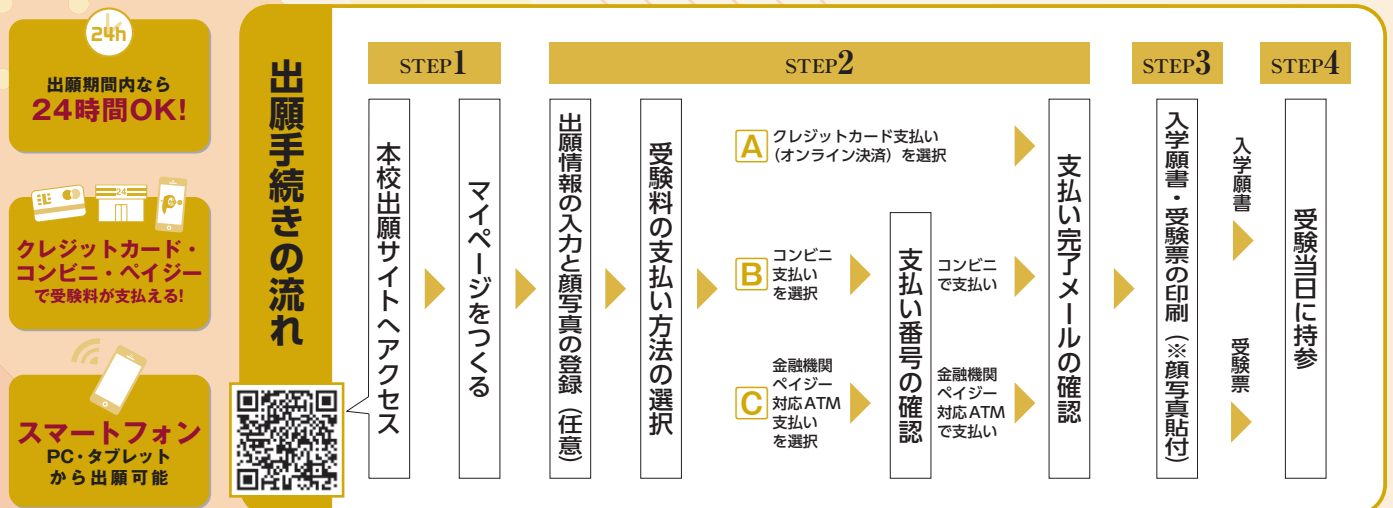 24h
出願期間内なら
24時間OK!
24
クレジットカード・
コンビニ・ペイジー
で受験料が支払える!
スマートフォン
PC・タブレット
から出願可能
出願手続きの流れ
STEP1
本校出願サイトへアクセス
マイページをつくる
STEP2
出願情報の入力と顔写真の登録（任意）
受験料の支払い方法の選択
A クレジットカード支払い
（オンライン決済）を選択
B コンビニ
支払い
を選択
C 金融機関
ペイジー
対応ATM
支払い
を選択
支払い番号の確認
コンビニ
で支払い
金融機関
ペイジー
対応ATM
で支払い
支払い完了メールの確認
STEP3
入学願書・受験票の印刷（※顔写真貼付）
入学願書
受験票
STEP4
受験当日に持参